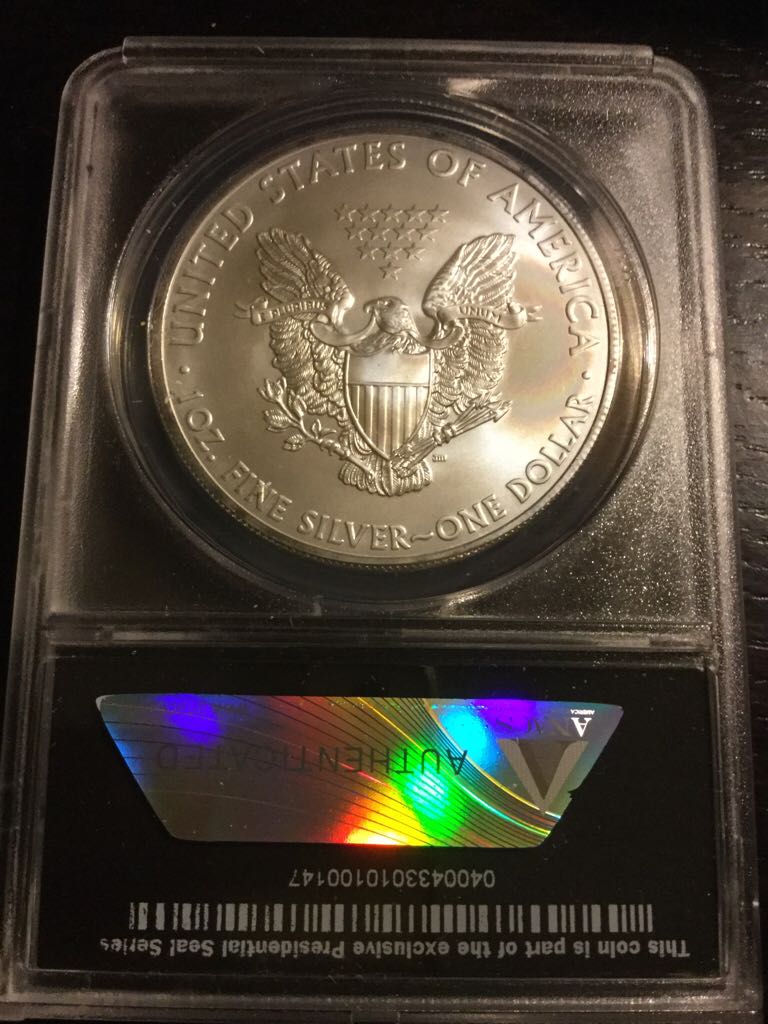 UNITED STATES OF AMERICA
E PLURIBUS UNUM
1 OZ. FINE SILVER~ONE DOLLAR
ANACS
AMERICA
AUTHENTICATED
0400433010100147
This coin is part of the exclusive Presidential Seal Series